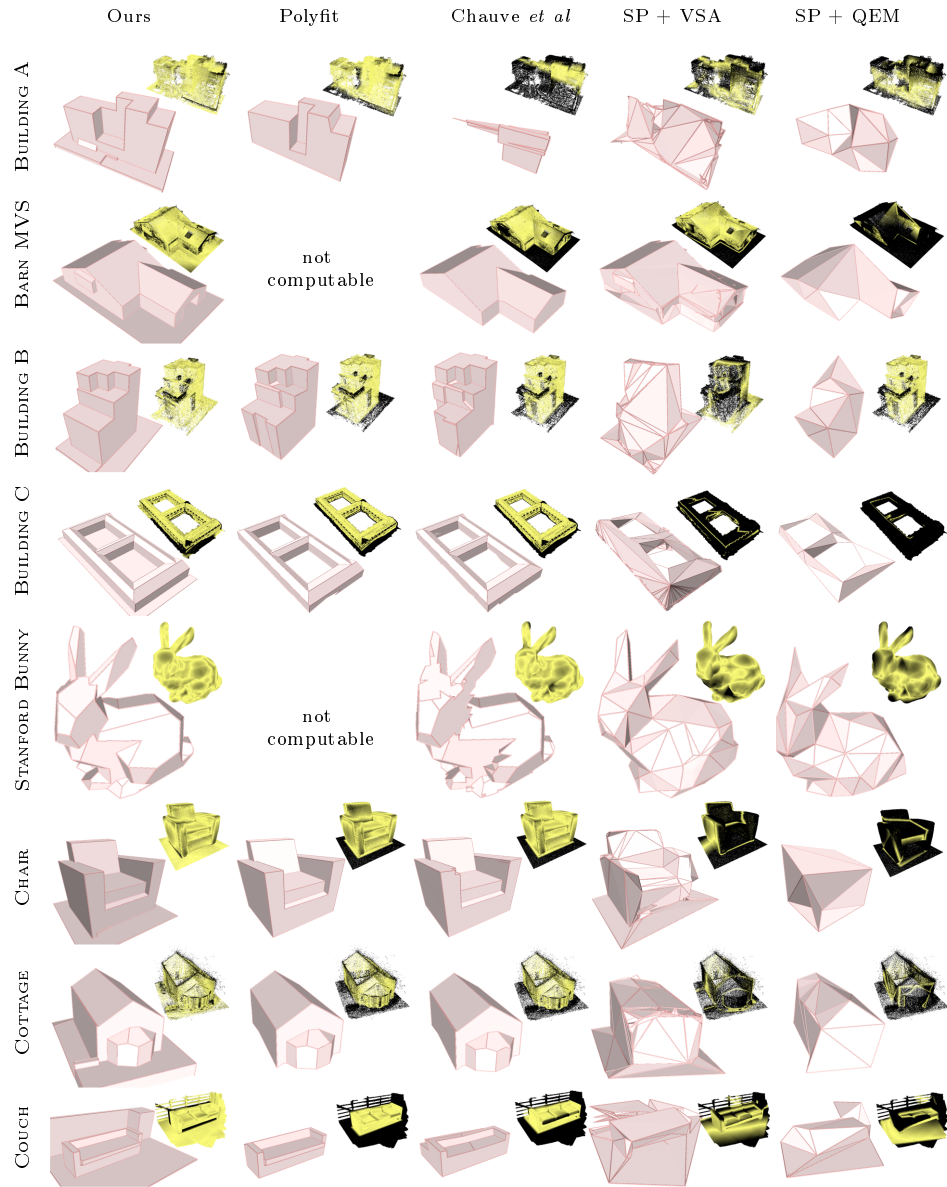 Ours Polyfit Chauve et al SP + VSA SP + QEM
BUILDING A
BARN MVS
not
computable
BUILDING B
BUILDING C
STANFORD BUNNY
not
computable
CHAIR
COTTAGE
COUCH